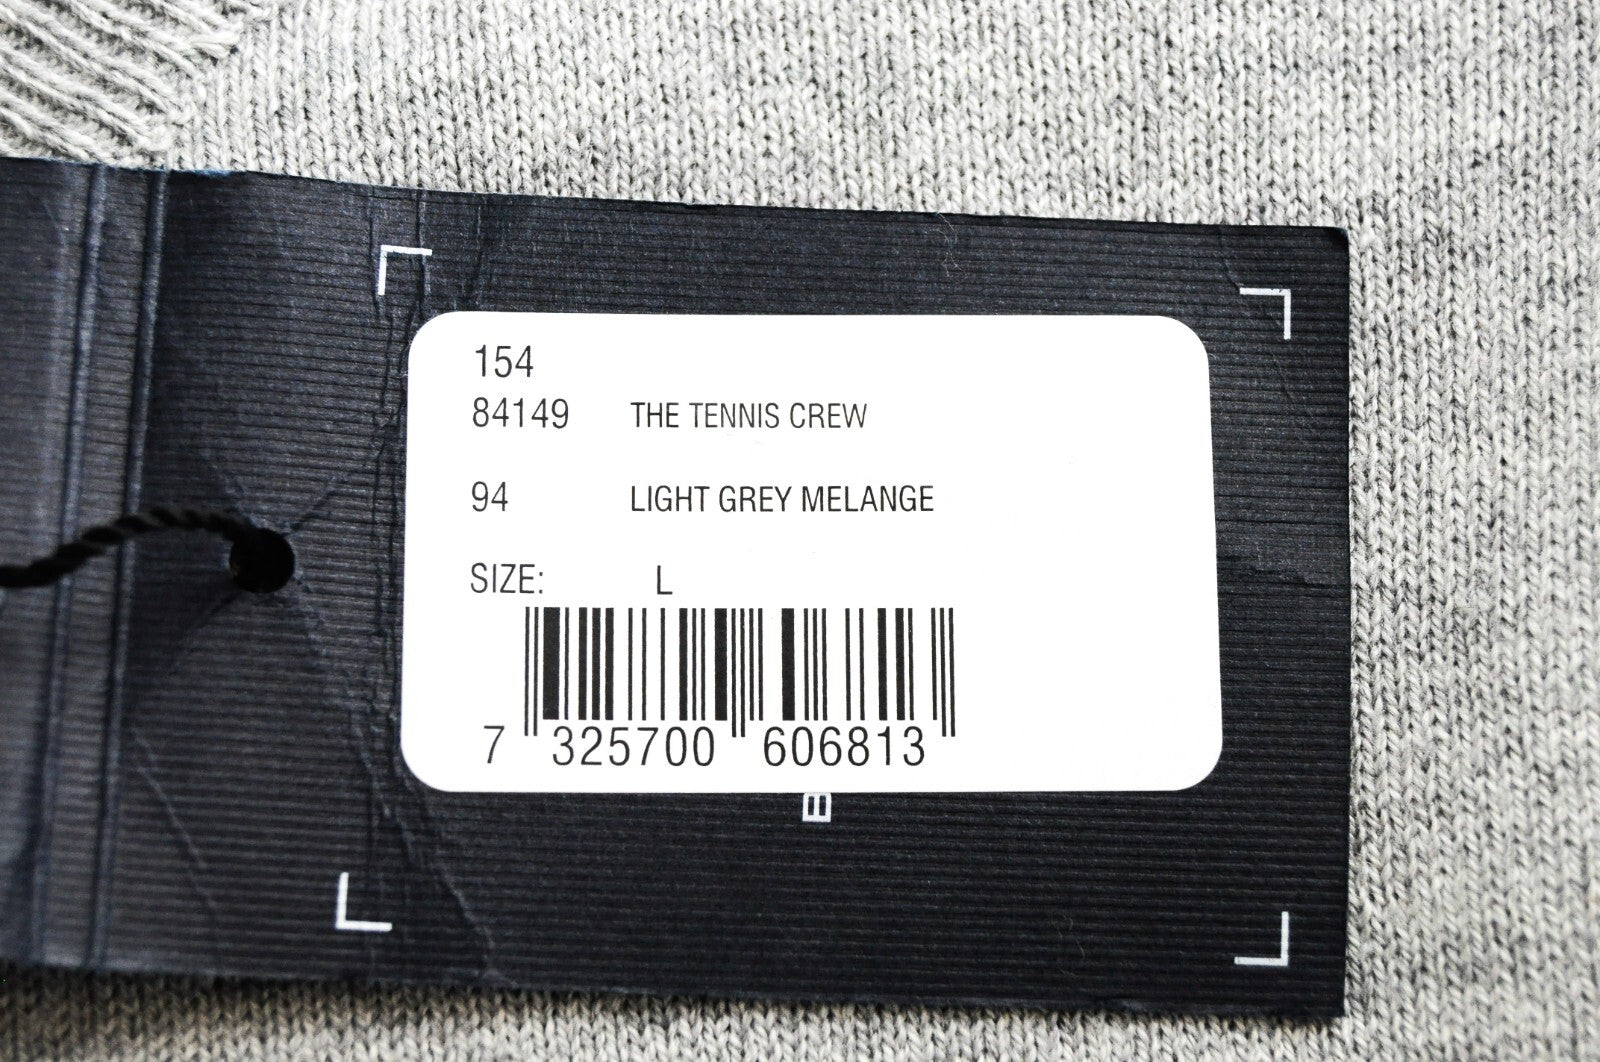 154
84149 THE TENNIS CREW
94 LIGHT GREY MELANGE
SIZE: L
7 325700 606813